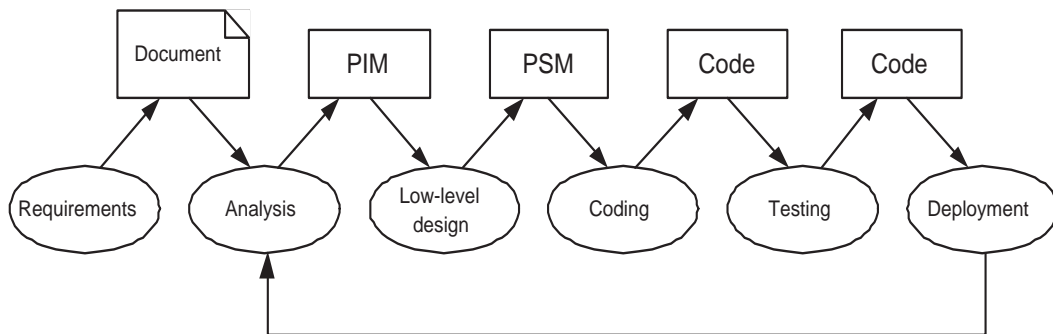 Document
PIM
PSM
Code
Code
Requirements
Analysis
Low-level
design
Coding
Testing
Deployment